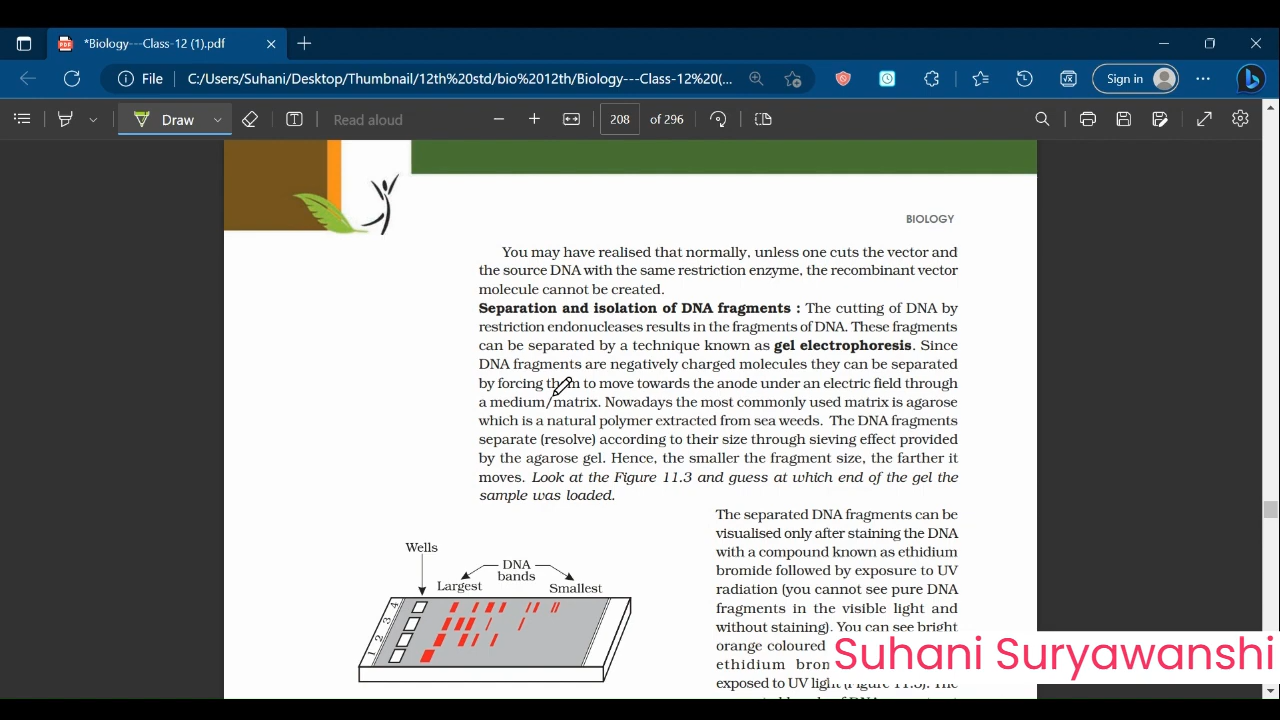 *Biology---Class-12 (1).pdf
File
C:/Users/Suhani/Desktop/Thumbnail/12th%20std/bio%2012th/Biology---Class-12%20(...
Sign in
Draw
Read aloud
208 of 296
BIOLOGY
You may have realised that normally, unless one cuts the vector and
the source DNA with the same restriction enzyme, the recombinant vector
molecule cannot be created.
Separation and isolation of DNA fragments : The cutting of DNA by
restriction endonucleases results in the fragments of DNA. These fragments
can be separated by a technique known as gel electrophoresis. Since
DNA fragments are negatively charged molecules they can be separated
by forcing them to move towards the anode under an electric field through
a medium/matrix. Nowadays the most commonly used matrix is agarose
which is a natural polymer extracted from sea weeds. The DNA fragments
separate (resolve) according to their size through sieving effect provided
by the agarose gel. Hence, the smaller the fragment size, the farther it
moves. Look at the Figure 11.3 and guess at which end of the gel the
sample was loaded.
The separated DNA fragments can be
visualised only after staining the DNA
with a compound known as ethidium
bromide followed by exposure to UV
radiation (you cannot see pure DNA
fragments in the visible light and
without staining). You can see bright
orange coloured
ethidium
exposed to UV light
Wells
DNA
bands
Largest
Smallest
4
3
2
1
Suhani Suryawanshi